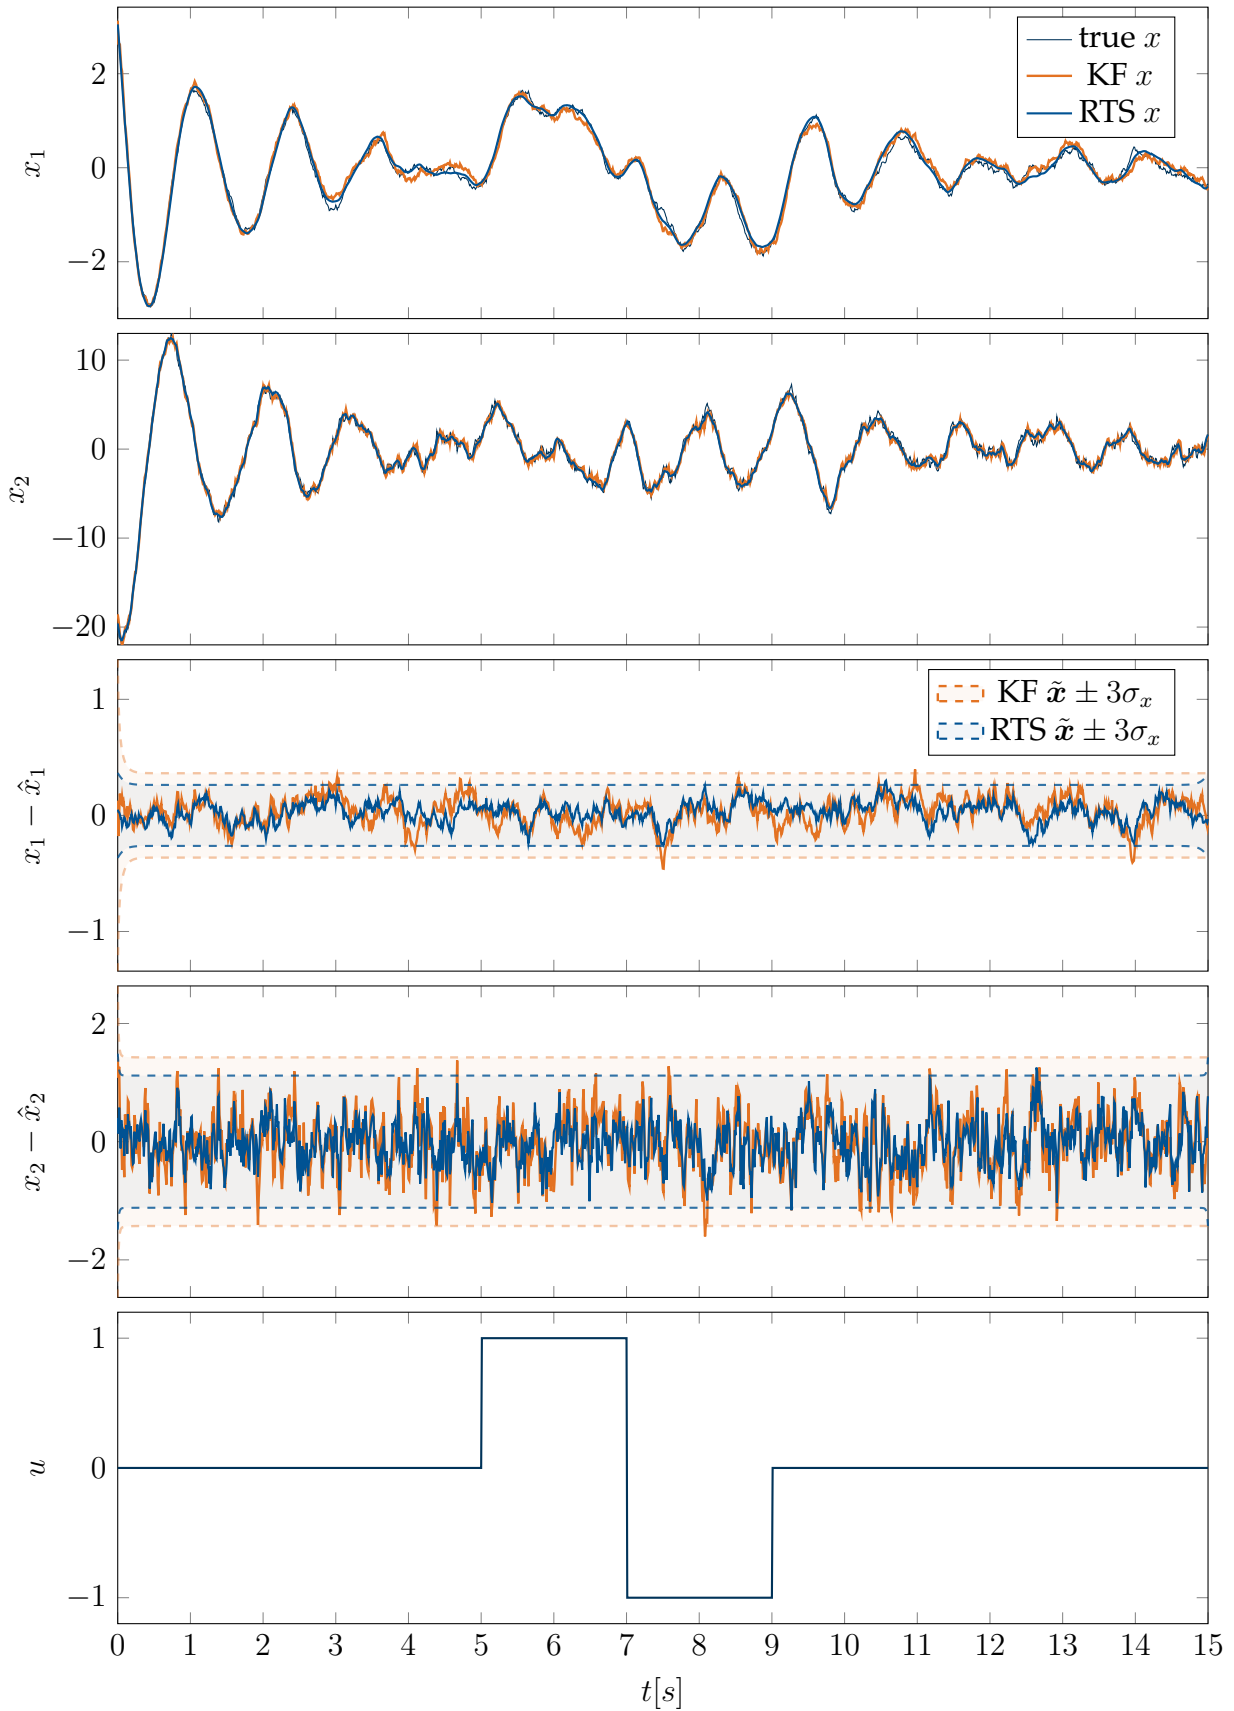 2
0
−2
x₁
true x
KF x
RTS x
10
0
−10
−20
x₂
1
0
−1
x₁ − x̂₁
KF x̃ ± 3σₓ
RTS x̃ ± 3σₓ
2
0
−2
x₂ − x̂₂
1
0
−1
u
0 1 2 3 4 5 6 7 8 9 10 11 12 13 14 15
t[s]